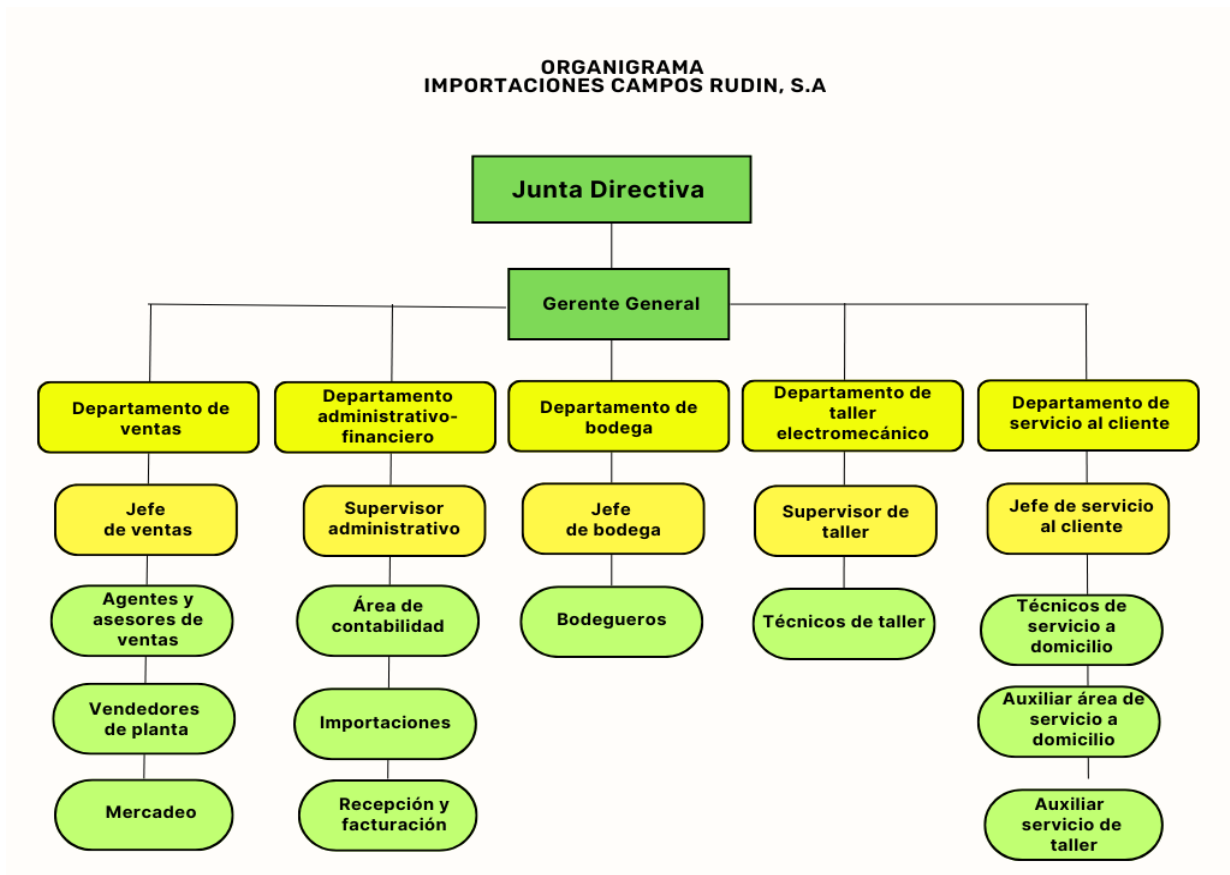 ORGANIGRAMA
IMPORTACIONES CAMPOS RUDIN, S.A
Junta Directiva
Gerente General
Departamento de
ventas
Departamento
administrativo-
financiero
Departamento de
bodega
Departamento de
taller
electromecánico
Departamento de
servicio al cliente
Jefe
de ventas
Supervisor
administrativo
Jefe
de bodega
Supervisor de
taller
Jefe de servicio
al cliente
Agentes y
asesores de
ventas
Área de
contabilidad
Bodegueros
Técnicos de taller
Técnicos de
servicio a
domicilio
Vendedores
de planta
Importaciones
Auxiliar área de
servicio a
domicilio
Mercadeo
Recepción y
facturación
Auxiliar
servicio de
taller